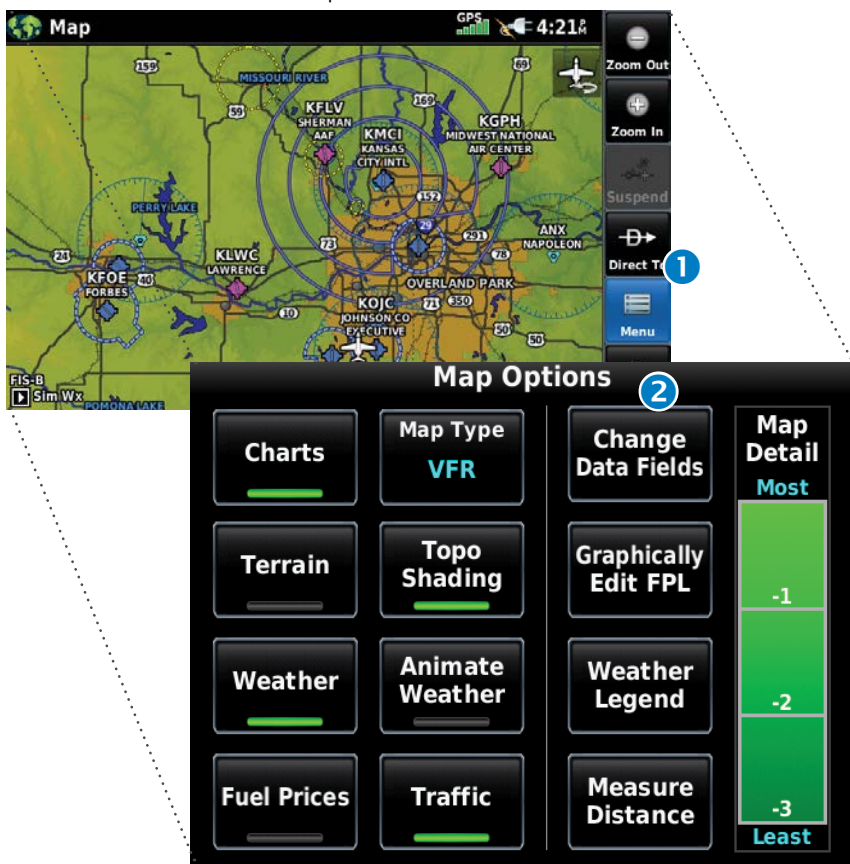 Map
GPS
4:21
Zoom Out
159
69
MISSOURI RIVER
59
169
KFLV
SHERMAN
AAF
KGPH
MIDWEST NATIONAL
AIR CENTER
Zoom In
KMCI
KANSAS
CITY INTL
152
Suspend
PERRY LAKE
29
ANX
NAPOLEON
73
291
78
24
KLWC
LAWRENCE
Direct To
1
KFOE
FORBES
40
OVERLAND PARK
71
350
10
KOJC
JOHNSON CO
EXECUTIVE
50
50
Menu
FIS-B
Sim Wx
POMONA LAKE
Map Options
2
Charts
Map Type
VFR
Change
Data Fields
Map
Detail
Most
Terrain
Topo
Shading
Graphically
Edit FPL
-1
Weather
Animate
Weather
Weather
Legend
-2
Fuel Prices
Traffic
Measure
Distance
-3
Least